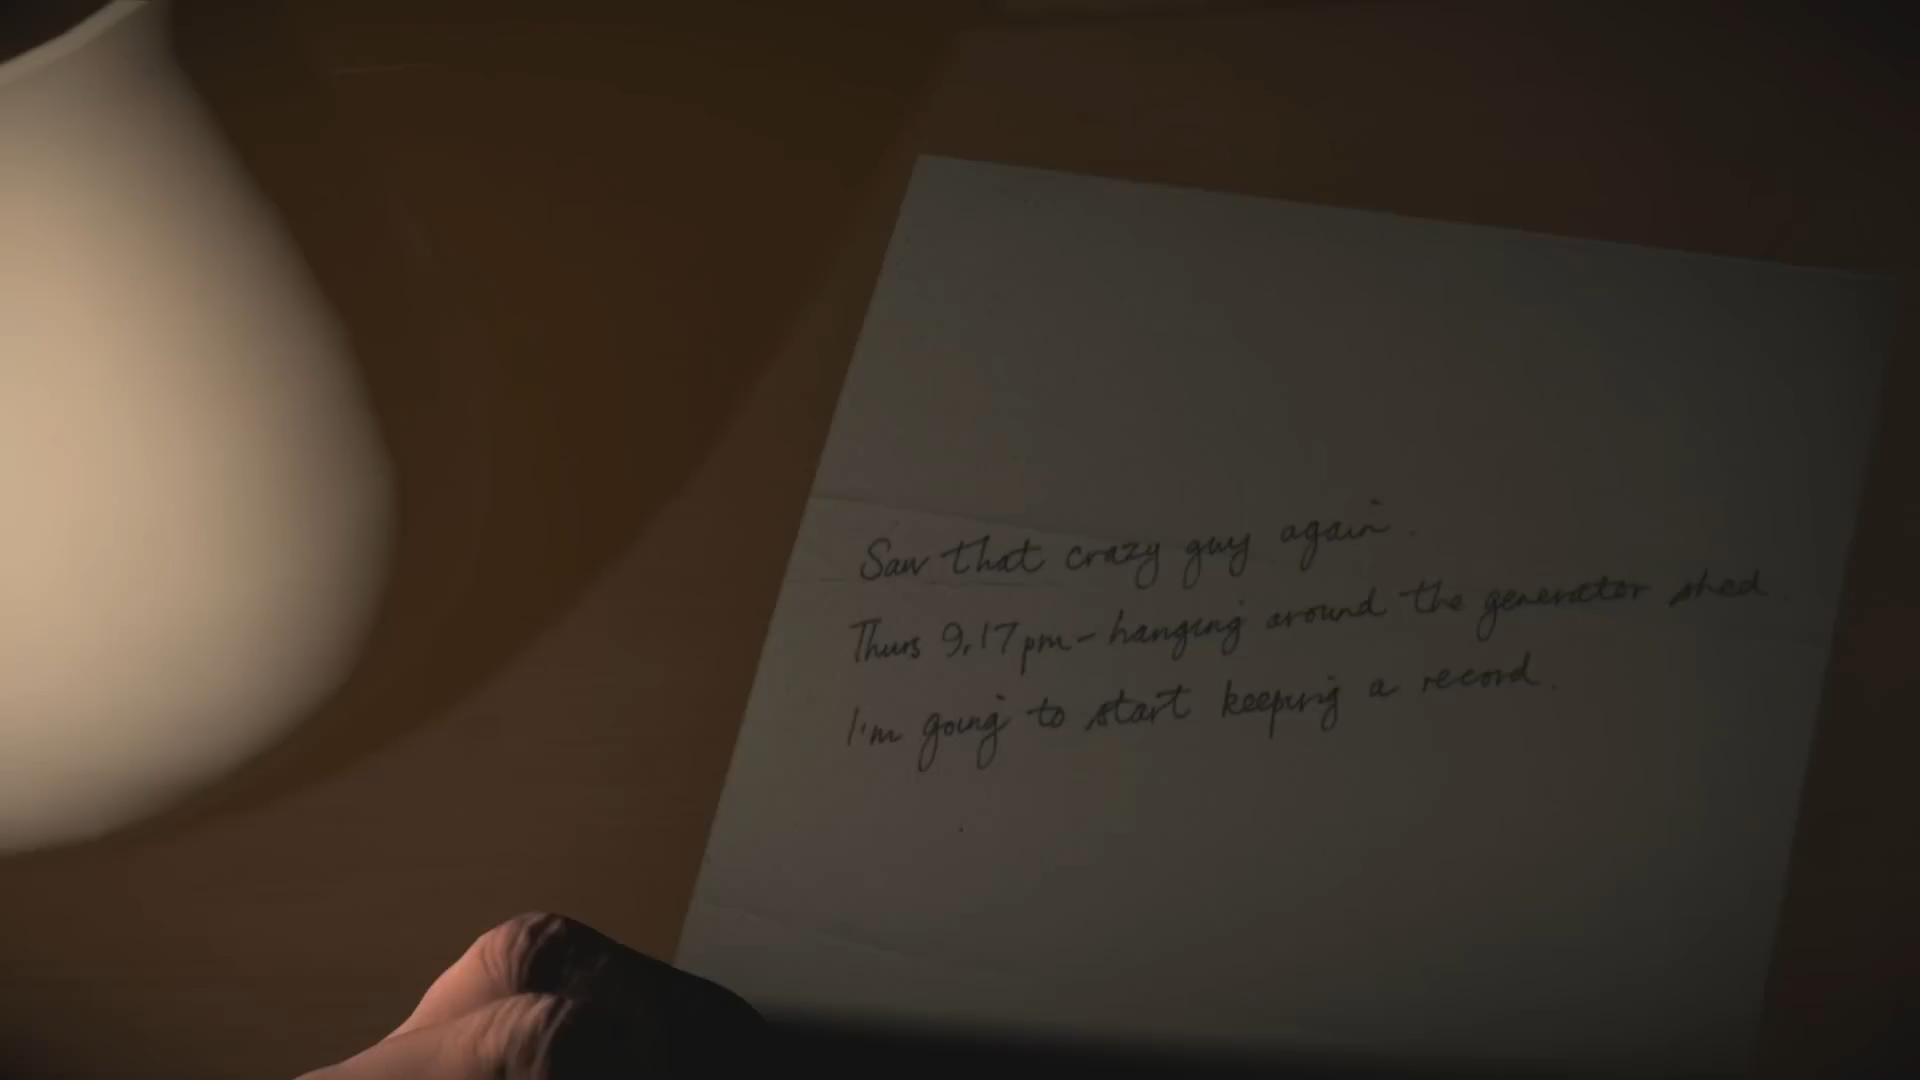 Saw that crazy guy again.
Thurs 9.17pm - hanging around the generator shed.
I'm going to start keeping a record.